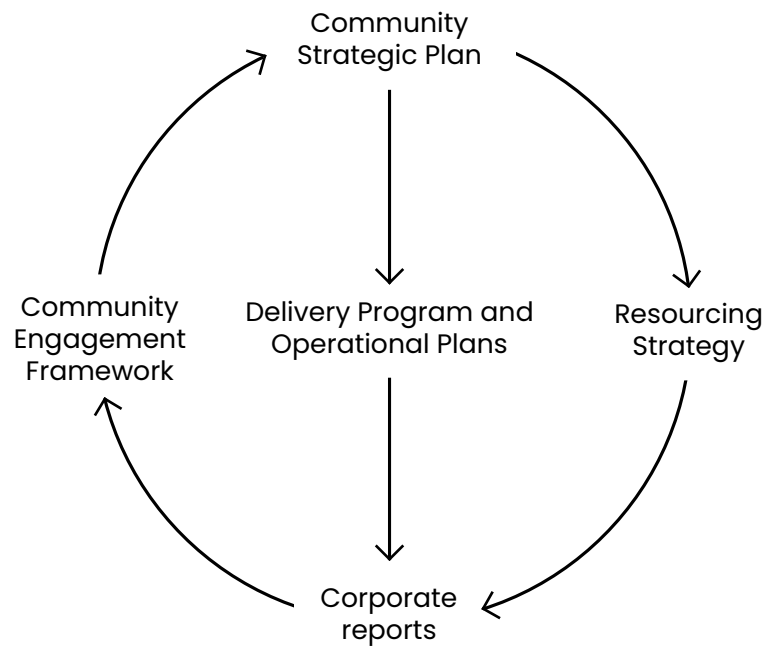 Community
Strategic Plan
Community
Engagement
Framework
Delivery Program and
Operational Plans
Resourcing
Strategy
Corporate
reports